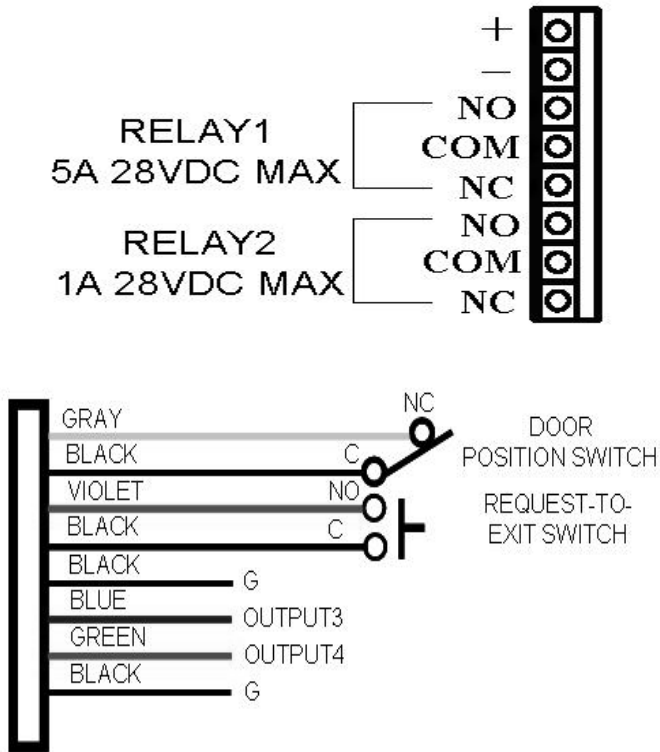 +
—
NO
RELAY1
COM
5A 28VDC MAX
NC
NO
RELAY2
COM
1A 28VDC MAX
NC
NC
GRAY
DOOR
POSITION SWITCH
BLACK
C
VIOLET
NO
REQUEST-TO-
EXIT SWITCH
BLACK
C
BLACK
G
BLUE
OUTPUT3
GREEN
OUTPUT4
BLACK
G